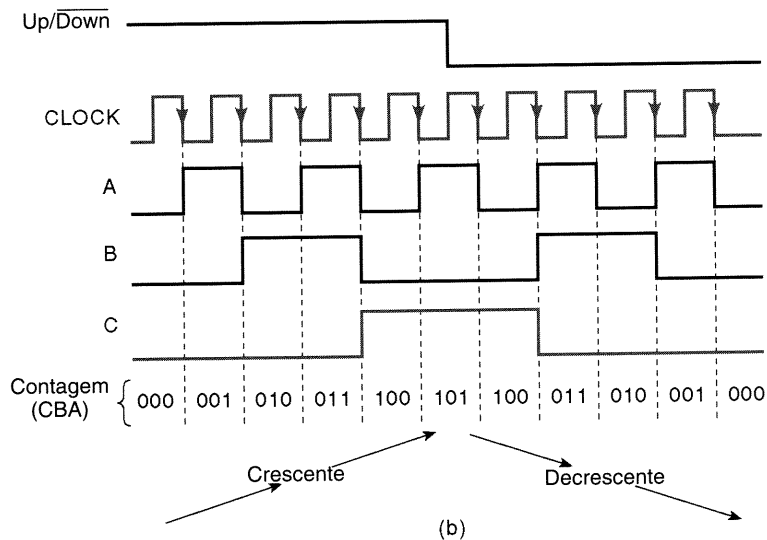 Up/Down
CLOCK
A
B
C
Contagem
(CBA)
000 001 010 011 100 101 100 011 010 001 000
Crescente
Decrescente
(b)